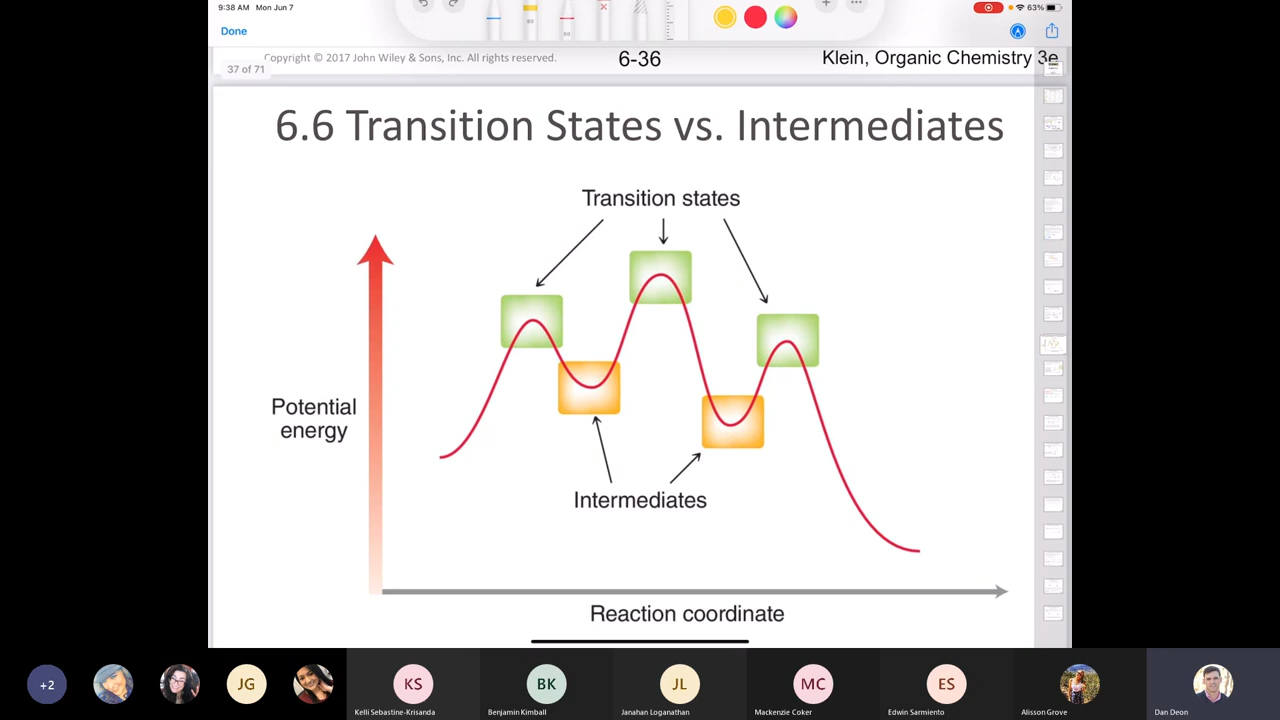 9:38 AM Mon Jun 7
63%
Done
Copyright © 2017 John Wiley & Sons, Inc. All rights reserved.
6-36
Klein, Organic Chemistry 3e
37 of 71
6.6 Transition States vs. Intermediates
Transition states
Potential
energy
Intermediates
Reaction coordinate
+2
JG
KS
BK
JL
MC
ES
Kelli Sebastine-Krisanda
Benjamin Kimball
Janahan Loganathan
Mackenzie Coker
Edwin Sarmiento
Alisson Grove
Dan Deon